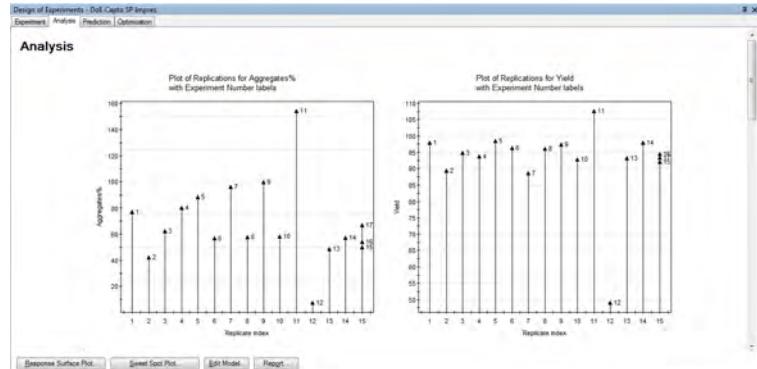 Design of Experiments - DoE Capto SP Impres
Experiment Analysis Prediction Optimization
Analysis
Plot of Replications for Aggregates%
with Experiment Number labels
160
140
120
100
80
60
40
20
Aggregates%
1 2 3 4 5 6 7 8 9 10 11 12 13 14 15 16 17
1 2 3 4 5 6 7 8 9 10 11 12 13 14 15
Replicate Index
Plot of Replications for Yield
with Experiment Number labels
110
105
100
95
90
85
80
75
70
65
60
55
50
Yield
1 2 3 4 5 6 7 8 9 10 11 12 13 14 15
1 2 3 4 5 6 7 8 9 10 11 12 13 14 15
Replicate Index
Response Surface Plot... Sweet Spot Plot... Edit Model... Report...